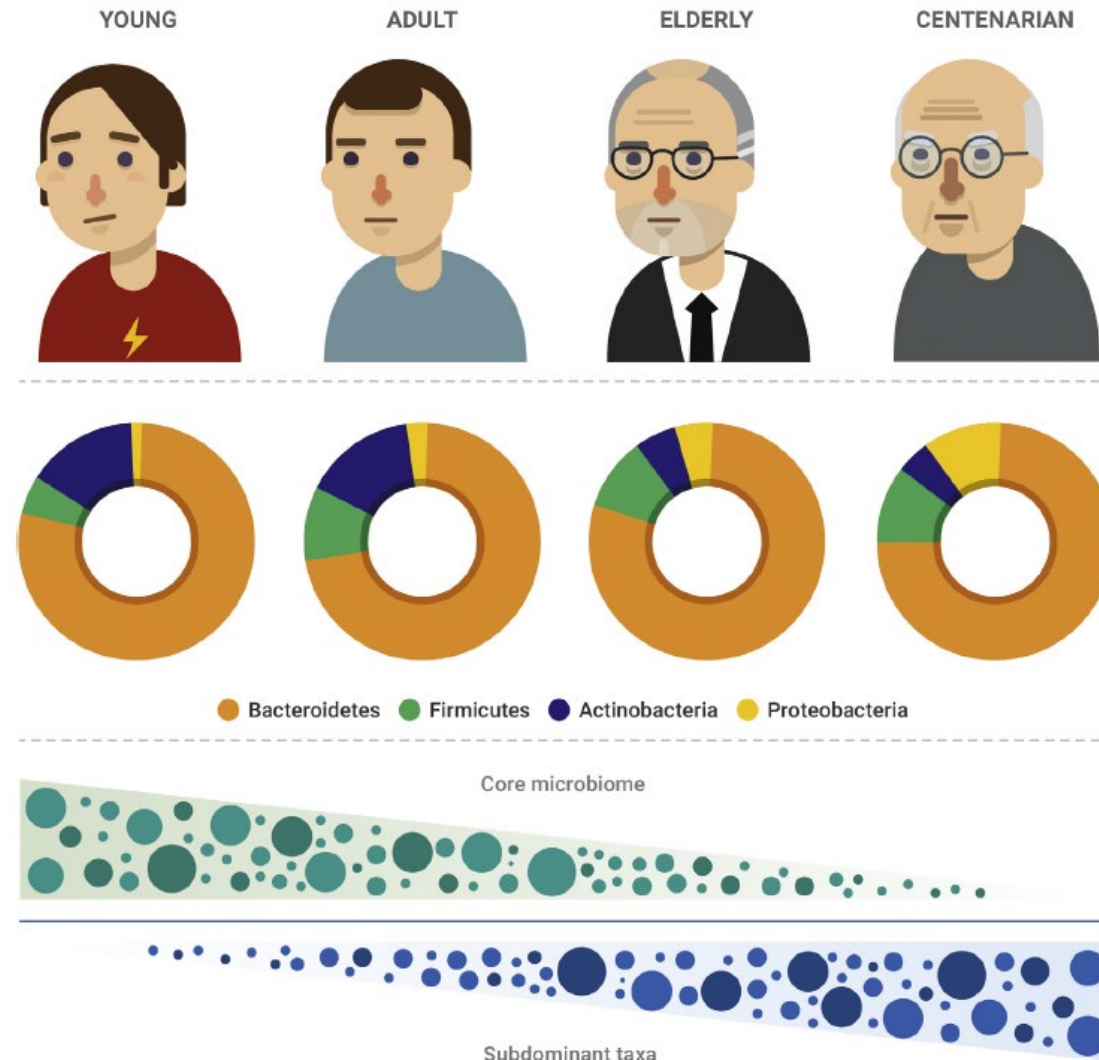 YOUNG ADULT ELDERLY CENTENARIAN
Bacteroidetes Firmicutes Actinobacteria Proteobacteria
Core microbiome
Subdominant taxa